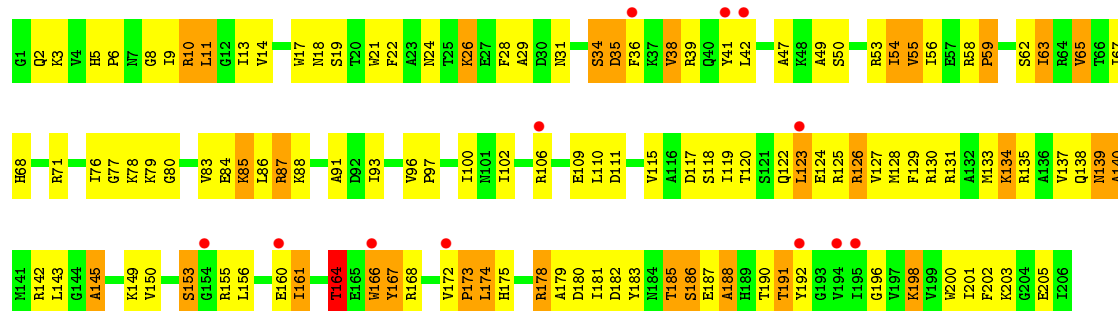 G1 Q2 K3 V4 H5 P6 N7 G8 I9 R10 L11 G12 I13 V14 W17 N18 S19 T20 W21 F22 A23 N24 T25 K26 E27 F28 A29 D30 N31 S34 D35 F36 K37 V38 R39 Q40 Y41 L42 A47 K48 A49 S50 R53 I54 V55 I56 E57 R58 P59 S62 I63 R64 V65 T66 I67
H68 R71 I76 G77 K78 K79 G80 V83 E84 K85 L86 R87 K88 A91 D92 I93 V96 P97 I100 N101 I102 R106 E109 L110 D111 V115 A116 D117 S118 I119 T120 S121 Q122 L123 E124 R125 R126 V127 M128 F129 R130 R131 A132 M133 K134 R135 A136 V137 Q138 N139 A140
M141 R142 L143 G144 A145 K149 V150 S153 G154 R155 L156 E160 I161 T164 E165 W166 Y167 R168 V172 P173 L174 H175 R178 A179 D180 I181 D182 Y183 N184 T185 S186 E187 A188 H189 T190 T191 Y192 G193 V194 I195 G196 V197 K198 V199 W200 I201 F202 K203 G204 E205 I206